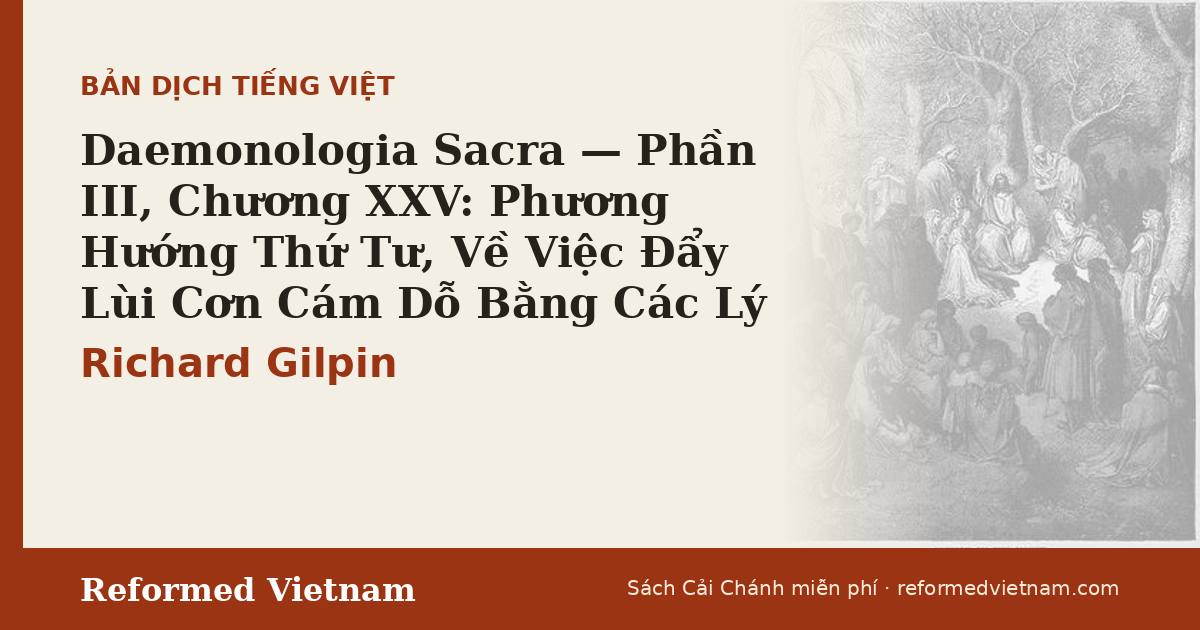 BẢN DỊCH TIẾNG VIỆT
Daemonologia Sacra — Phần
III, Chương XXV: Phương
Hướng Thứ Tư, Về Việc Đẩy
Lùi Cơn Cám Dỗ Bằng Các Lý
Richard Gilpin
Reformed Vietnam
Sách Cải Chánh miễn phí · reformedvietnam.com